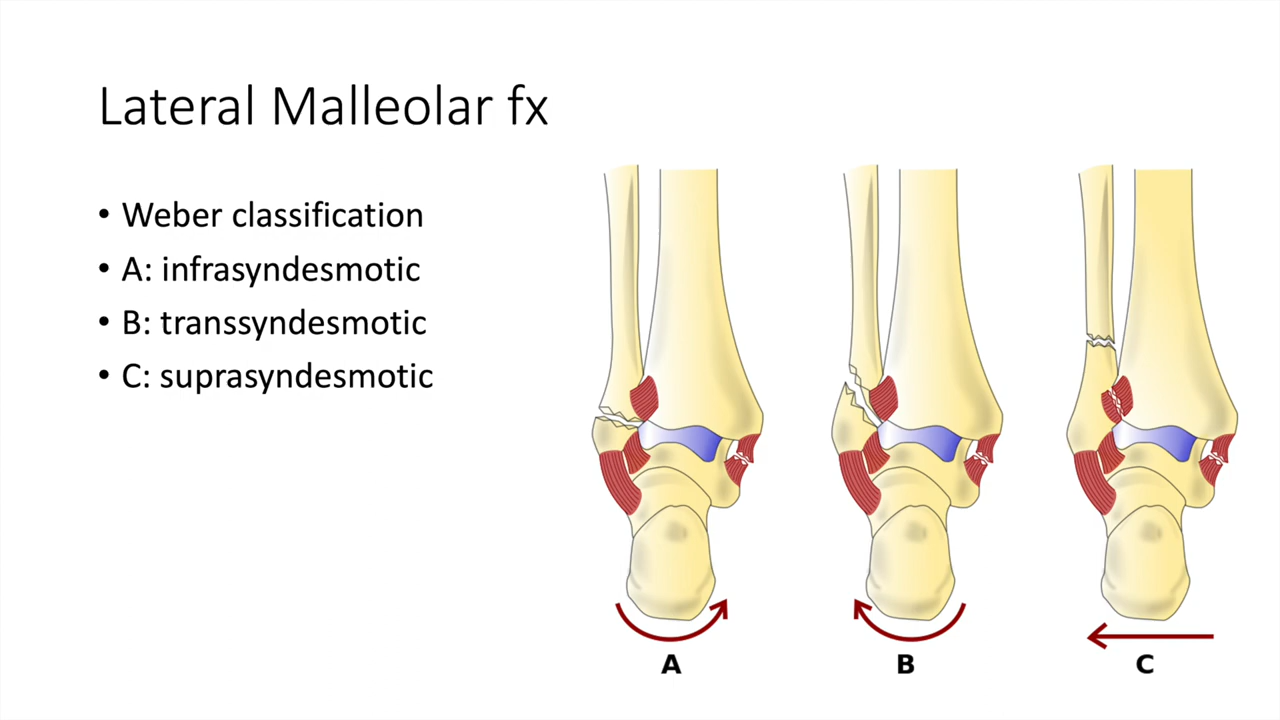 Lateral Malleolar fx
• Weber classification
• A: infrasyndesmotic
• B: transsyndesmotic
• C: suprasyndesmotic
A B C